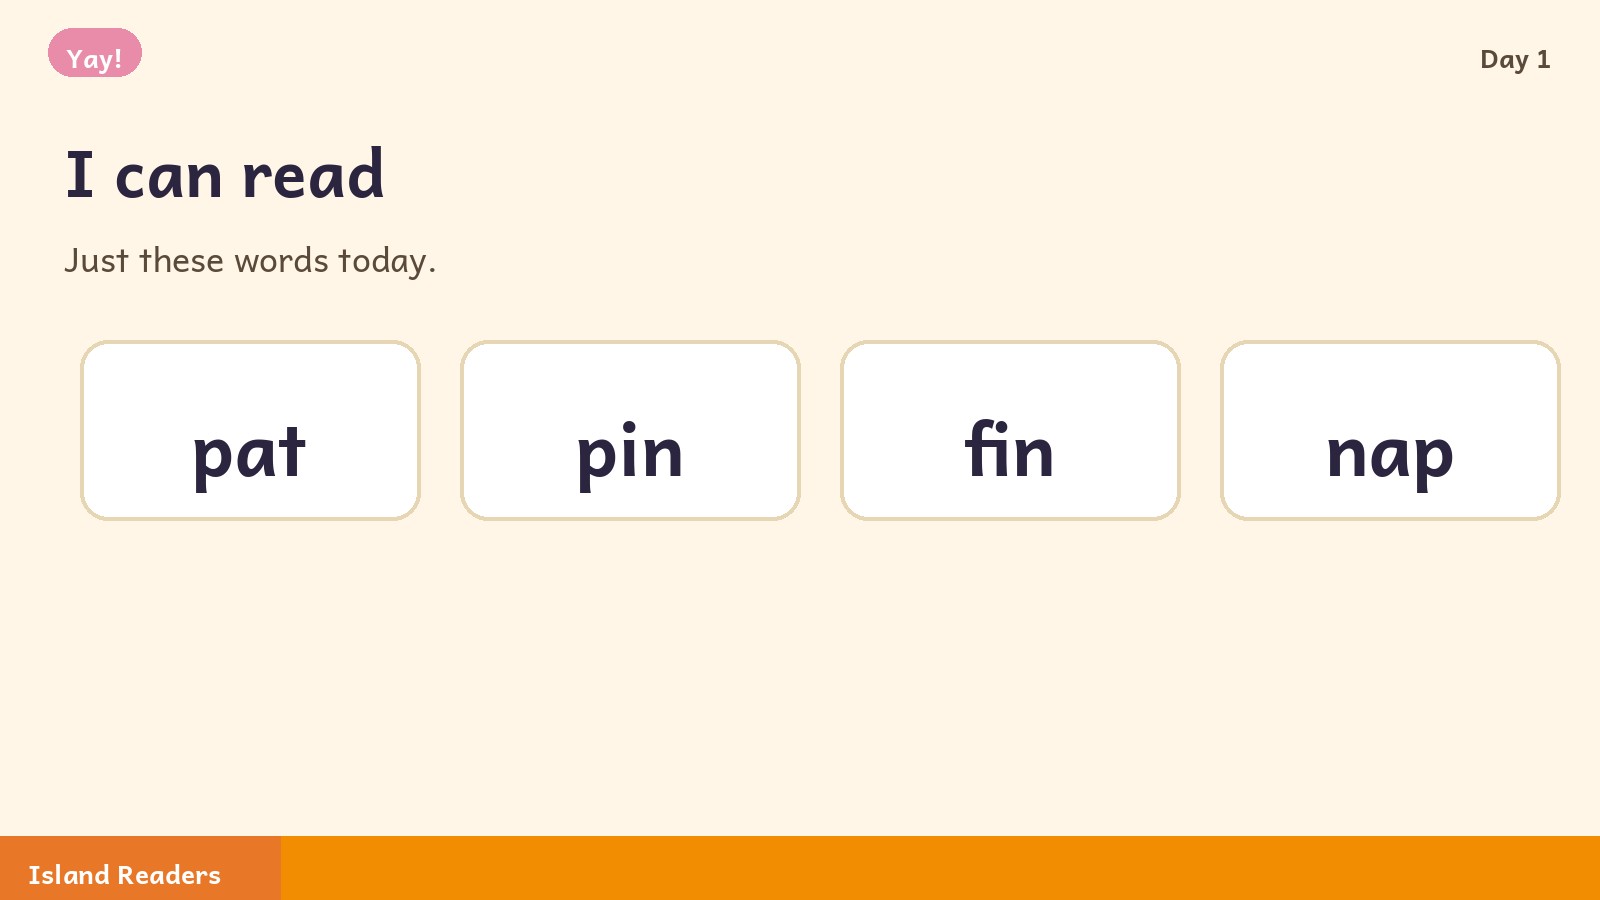 Yay!
Day 1
I can read
Just these words today.
pat
pin
fin
nap
Island Readers